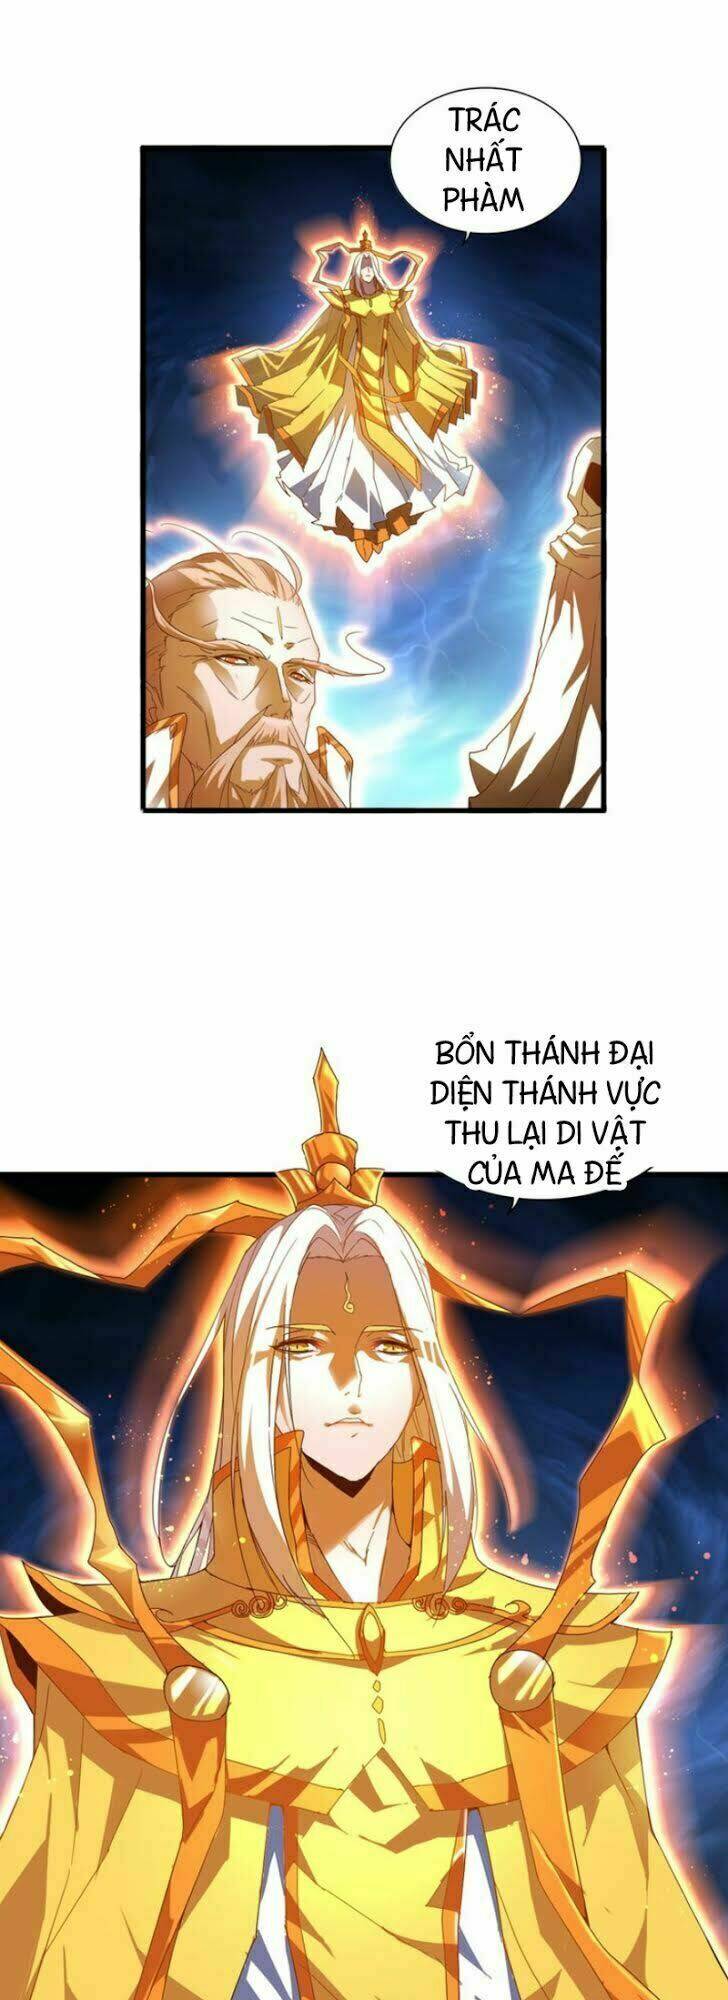 TRÁC
NHẤT
PHÀM
BỔN THÁNH ĐẠI
DIỆN THÁNH VỰC
THU LẠI DI VẬT
CỦA MA ĐẾ